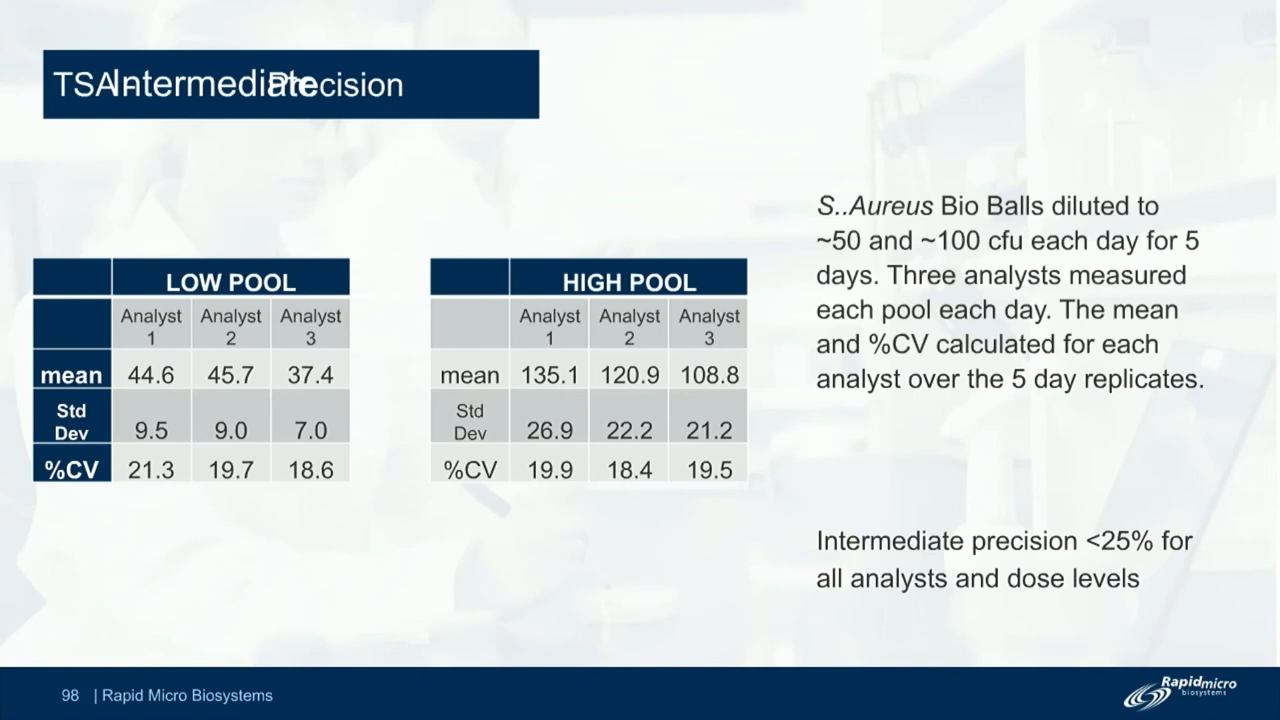 TSA - Intermediate Precision
LOW POOL
Analyst 1 Analyst 2 Analyst 3
mean 44.6 45.7 37.4
Std Dev 9.5 9.0 7.0
%CV 21.3 19.7 18.6
HIGH POOL
Analyst 1 Analyst 2 Analyst 3
mean 135.1 120.9 108.8
Std Dev 26.9 22.2 21.2
%CV 19.9 18.4 19.5
S..Aureus Bio Balls diluted to
~50 and ~100 cfu each day for 5
days. Three analysts measured
each pool each day. The mean
and %CV calculated for each
analyst over the 5 day replicates.
Intermediate precision <25% for
all analysts and dose levels
98 | Rapid Micro Biosystems
Rapidmicro
biosystems